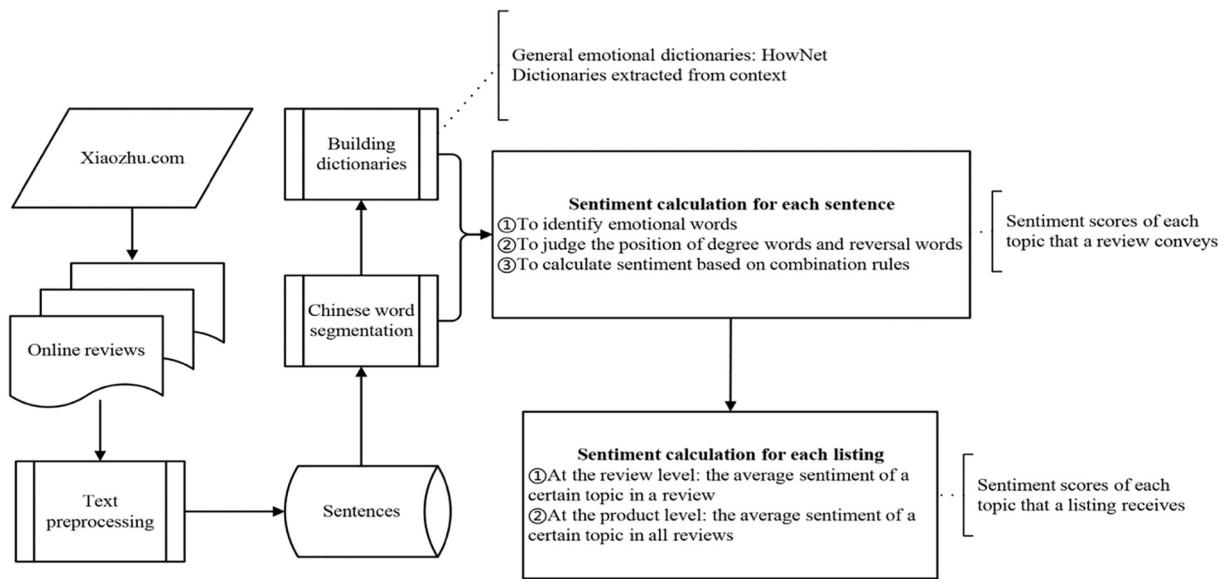 General emotional dictionaries: HowNet
Dictionaries extracted from context
Xiaozhu.com
Building
dictionaries
Sentiment calculation for each sentence
①To identify emotional words
②To judge the position of degree words and reversal words
③To calculate sentiment based on combination rules
Sentiment scores of each
topic that a review conveys
Chinese word
segmentation
Online reviews
Text
preprocessing
Sentences
Sentiment calculation for each listing
①At the review level: the average sentiment of a
certain topic in a review
②At the product level: the average sentiment of a
certain topic in all reviews
Sentiment scores of each
topic that a listing receives